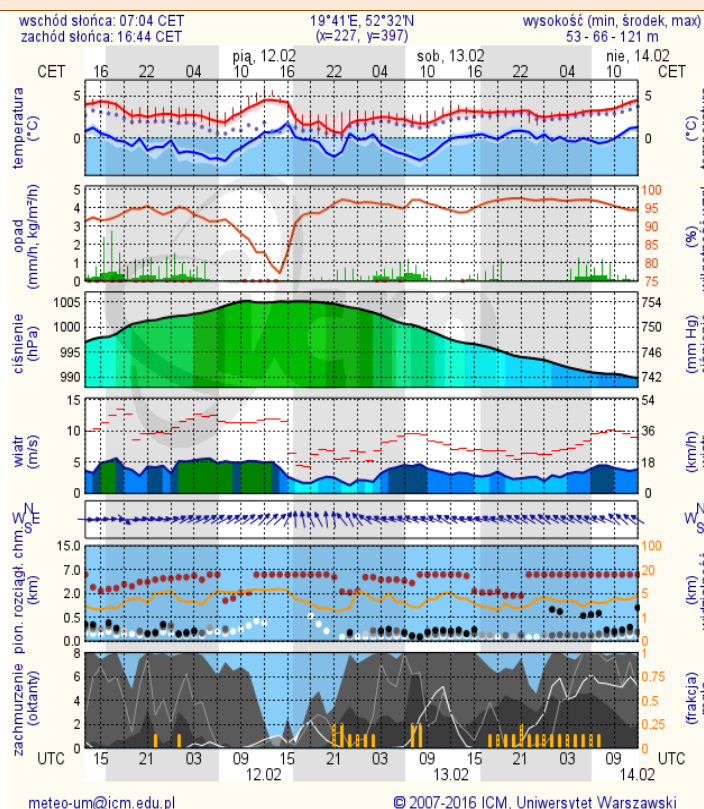 wschód słońca: 07:04 CET 19°41'E, 52°32'N wysokość (min, środek, max)
zachód słońca: 16:44 CET (x=227, y=397) 53 - 66 - 121 m
pią, 12.02 sob, 13.02 nie, 14.02
CET 16 22 04 10 16 22 04 10 16 22 04 10 CET
temperatura
(°C)
5
0
5
0
(°C)
opad
(mm/h, kg/m²/h)
5
4
3
2
1
0
100
95
90
85
80
75
(%)
ciśnienie
(hPa)
1005
1000
995
990
754
750
746
742
(mm Hg)
wiatr
(m/s)
15
10
5
0
54
36
18
0
(km/h)
N
W E
S
N
W
S
pion. rozciągł. chm.
(km)
15.0
7.0
2.0
0.5
0.0
100
20
5
1
0
(km)
zachmurzenie
(oktanty)
8
6
4
2
0
1
0.75
0.5
0.25
0
(frakcja)
UTC 15 21 03 09 15 21 03 09 15 21 03 09 UTC
12.02 13.02 14.02
meteo-um@icm.edu.pl © 2007-2016 ICM, Uniwersytet Warszawski